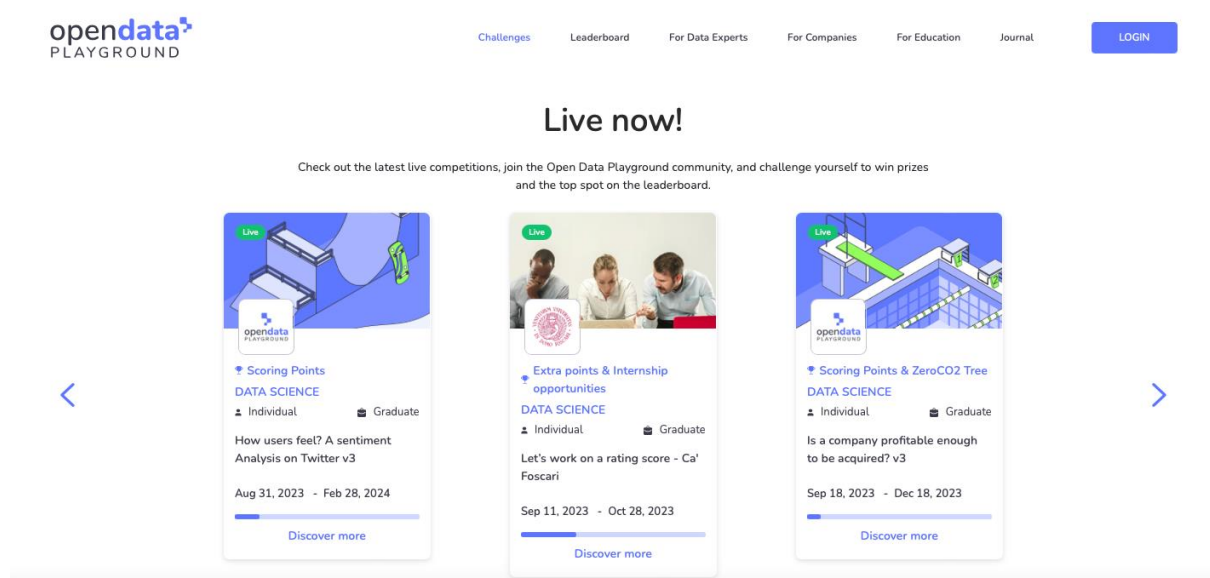 opendata
PLAYGROUND
Challenges
Leaderboard
For Data Experts
For Companies
For Education
Journal
LOGIN
Live now!
Check out the latest live competitions, join the Open Data Playground community, and challenge yourself to win prizes
and the top spot on the leaderboard.
Live
opendata
PLAYGROUND
Scoring Points
DATA SCIENCE
Individual
Graduate
How users feel? A sentiment
Analysis on Twitter v3
Aug 31, 2023 - Feb 28, 2024
Discover more
Live
Extra points & Internship
opportunities
DATA SCIENCE
Individual
Graduate
Let's work on a rating score - Ca'
Foscari
Sep 11, 2023 - Oct 28, 2023
Discover more
Live
1
2
opendata
PLAYGROUND
Scoring Points & ZeroCO2 Tree
DATA SCIENCE
Individual
Graduate
Is a company profitable enough
to be acquired? v3
Sep 18, 2023 - Dec 18, 2023
Discover more